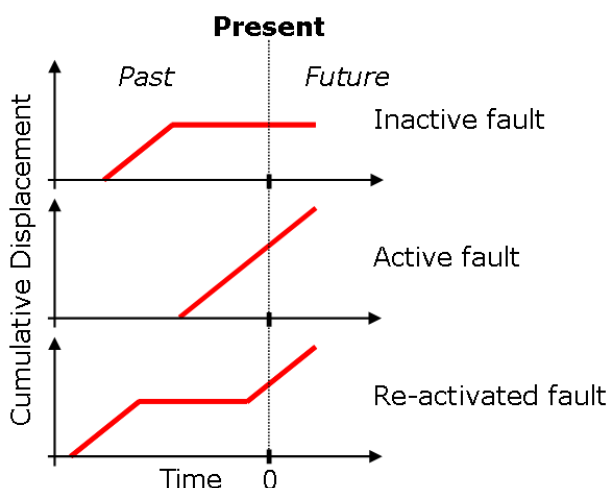 Present
Past
Future
Inactive fault
Active fault
Re-activated fault
Cumulative Displacement
Time
0